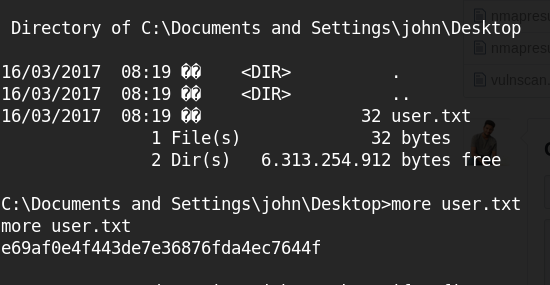 Directory of C:\Documents and Settings\john\Desktop
16/03/2017  08:19 ��    <DIR>          .
16/03/2017  08:19 ��    <DIR>          ..
16/03/2017  08:19 ��                32 user.txt
1 File(s)             32 bytes
2 Dir(s)   6.313.254.912 bytes free
C:\Documents and Settings\john\Desktop>more user.txt
more user.txt
e69af0e4f443de7e36876fda4ec7644f
nmapres
nmapres
vulnscan.